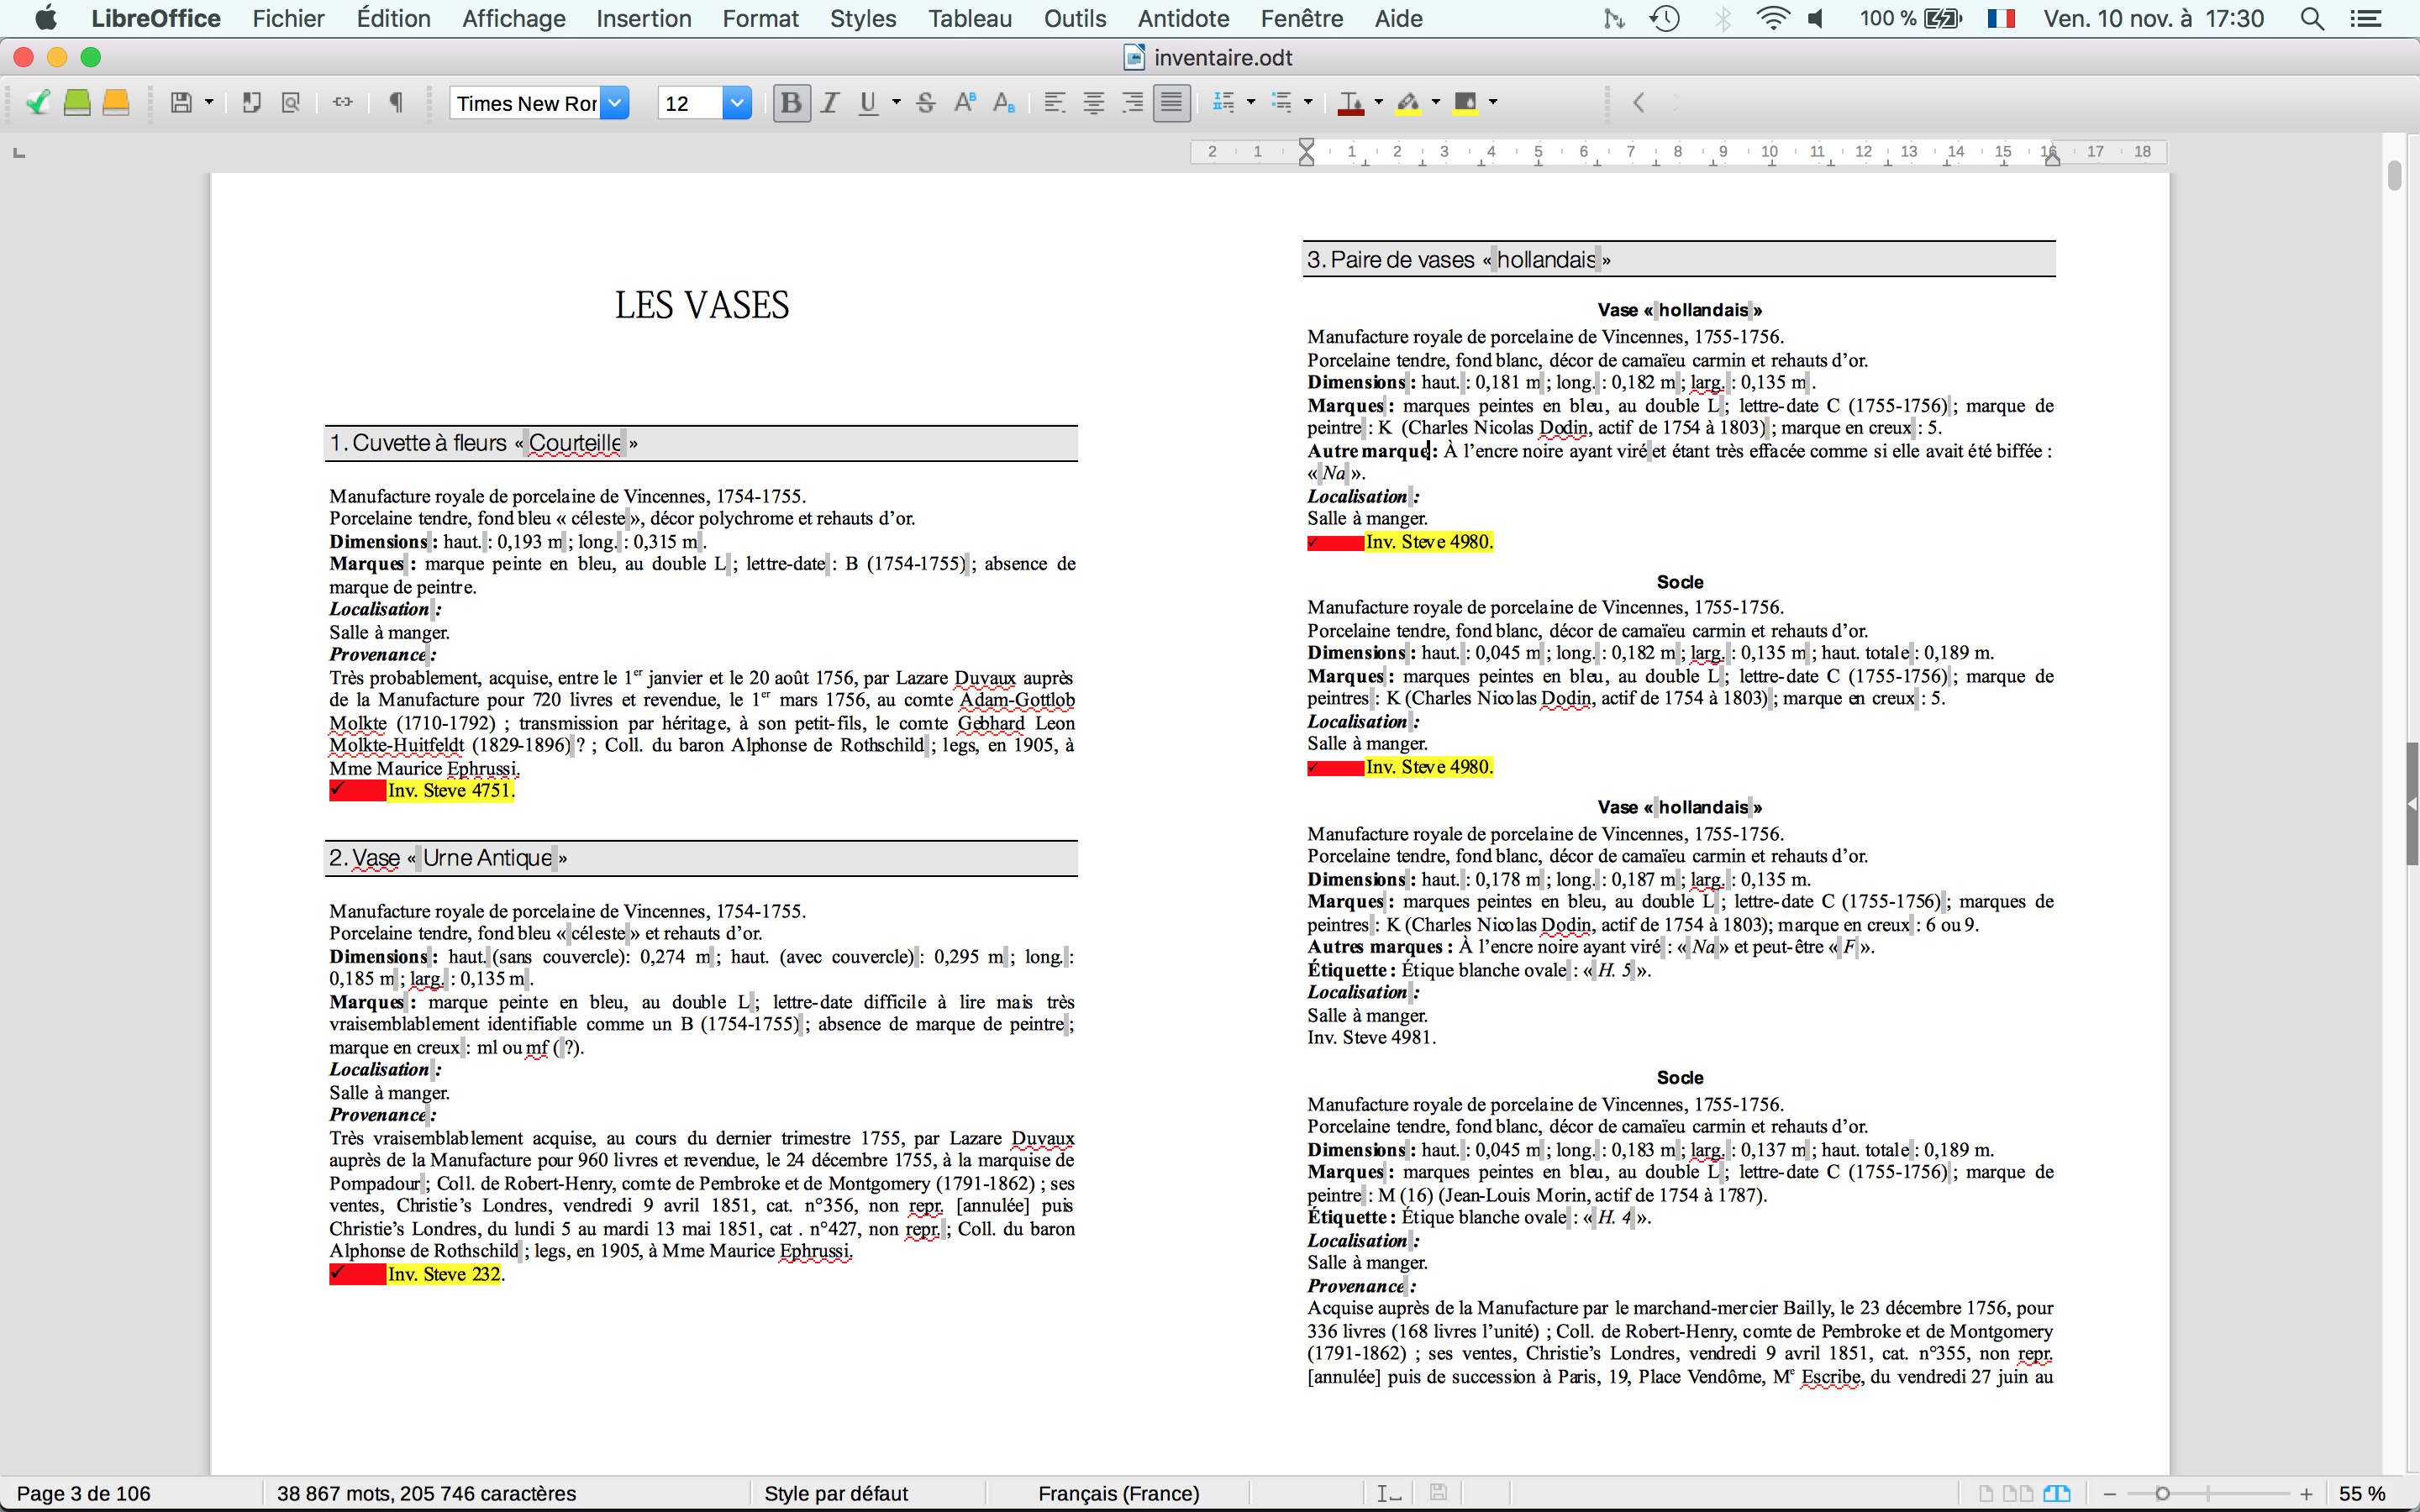 LibreOffice Fichier Édition Affichage Insertion Format Styles Tableau Outils Antidote Fenêtre Aide 100 % Ven. 10 nov. à 17:30
inventaire.odt
Times New Ror 12
2 1 1 2 3 4 5 6 7 8 9 10 11 12 13 14 15 16 17 18
LES VASES
1. Cuvette à fleurs « Courteille »
Manufacture royale de porcelaine de Vincennes, 1754-1755.
Porcelaine tendre, fond bleu « céleste », décor polychrome et rehauts d’or.
Dimensions : haut. : 0,193 m ; long. : 0,315 m .
Marques : marque peinte en bleu, au double L ; lettre-date : B (1754-1755) ; absence de
marque de peintre.
Localisation :
Salle à manger.
Provenance :
Très probablement, acquise, entre le 1er janvier et le 20 août 1756, par Lazare Duvaux auprès
de la Manufacture pour 720 livres et revendue, le 1er mars 1756, au comte Adam-Gottlob
Molkte (1710-1792) ; transmission par héritage, à son petit-fils, le comte Gebhard Leon
Molkte-Huitfeldt (1829-1896) ? ; Coll. du baron Alphonse de Rothschild ; legs, en 1905, à
Mme Maurice Ephrussi.
✓ Inv. Steve 4751.
2. Vase « Urne Antique »
Manufacture royale de porcelaine de Vincennes, 1754-1755.
Porcelaine tendre, fond bleu « céleste » et rehauts d’or.
Dimensions : haut. (sans couvercle): 0,274 m ; haut. (avec couvercle) : 0,295 m ; long. :
0,185 m ; larg. : 0,135 m .
Marques : marque peinte en bleu, au double L ; lettre-date difficile à lire mais très
vraisemblablement identifiable comme un B (1754-1755) ; absence de marque de peintre ;
marque en creux : ml ou mf ( ?).
Localisation :
Salle à manger.
Provenance :
Très vraisemblablement acquise, au cours du dernier trimestre 1755, par Lazare Duvaux
auprès de la Manufacture pour 960 livres et revendue, le 24 décembre 1755, à la marquise de
Pompadour ; Coll. de Robert-Henry, comte de Pembroke et de Montgomery (1791-1862) ; ses
ventes, Christie’s Londres, vendredi 9 avril 1851, cat. n°356, non repr. [annulée] puis
Christie’s Londres, du lundi 5 au mardi 13 mai 1851, cat . n°427, non repr. ; Coll. du baron
Alphonse de Rothschild ; legs, en 1905, à Mme Maurice Ephrussi.
✓ Inv. Steve 232.
3. Paire de vases « hollandais »
Vase « hollandais »
Manufacture royale de porcelaine de Vincennes, 1755-1756.
Porcelaine tendre, fond blanc, décor de camaïeu carmin et rehauts d’or.
Dimensions : haut. : 0,181 m ; long. : 0,182 m ; larg. : 0,135 m .
Marques : marques peintes en bleu, au double L ; lettre-date C (1755-1756) ; marque de
peintre : K (Charles Nicolas Dodin, actif de 1754 à 1803) ; marque en creux : 5.
Autre marque : À l’encre noire ayant viré et étant très effacée comme si elle avait été biffée :
« Na ».
Localisation :
Salle à manger.
✓ Inv. Steve 4980.
Socle
Manufacture royale de porcelaine de Vincennes, 1755-1756.
Porcelaine tendre, fond blanc, décor de camaïeu carmin et rehauts d’or.
Dimensions : haut. : 0,045 m ; long. : 0,182 m ; larg. : 0,135 m ; haut. totale : 0,189 m.
Marques : marques peintes en bleu, au double L ; lettre-date C (1755-1756) ; marque de
peintres : K (Charles Nicolas Dodin, actif de 1754 à 1803) ; marque en creux : 5.
Localisation :
Salle à manger.
✓ Inv. Steve 4980.
Vase « hollandais »
Manufacture royale de porcelaine de Vincennes, 1755-1756.
Porcelaine tendre, fond blanc, décor de camaïeu carmin et rehauts d’or.
Dimensions : haut. : 0,178 m ; long. : 0,187 m ; larg. : 0,135 m.
Marques : marques peintes en bleu, au double L ; lettre-date C (1755-1756) ; marques de
peintres : K (Charles Nicolas Dodin, actif de 1754 à 1803); marque en creux : 6 ou 9.
Autres marques : À l’encre noire ayant viré : « Na » et peut-être « F ».
Étiquette : Étique blanche ovale : « H. 5 ».
Localisation :
Salle à manger.
Inv. Steve 4981.
Socle
Manufacture royale de porcelaine de Vincennes, 1755-1756.
Porcelaine tendre, fond blanc, décor de camaïeu carmin et rehauts d’or.
Dimensions : haut. : 0,045 m ; long. : 0,183 m ; larg. : 0,137 m ; haut. totale : 0,189 m.
Marques : marques peintes en bleu, au double L ; lettre-date C (1755-1756) ; marque de
peintre : M (16) (Jean-Louis Morin, actif de 1754 à 1787).
Étiquette : Étique blanche ovale : « H. 4 ».
Localisation :
Salle à manger.
Provenance :
Acquise auprès de la Manufacture par le marchand-mercier Bailly, le 23 décembre 1756, pour
336 livres (168 livres l’unité) ; Coll. de Robert-Henry, comte de Pembroke et de Montgomery
(1791-1862) ; ses ventes, Christie’s Londres, vendredi 9 avril 1851, cat. n°355, non repr.
[annulée] puis de succession à Paris, 19, Place Vendôme, Me Escribe, du vendredi 27 juin au
Page 3 de 106 38 867 mots, 205 746 caractères Style par défaut Français (France) 55 %